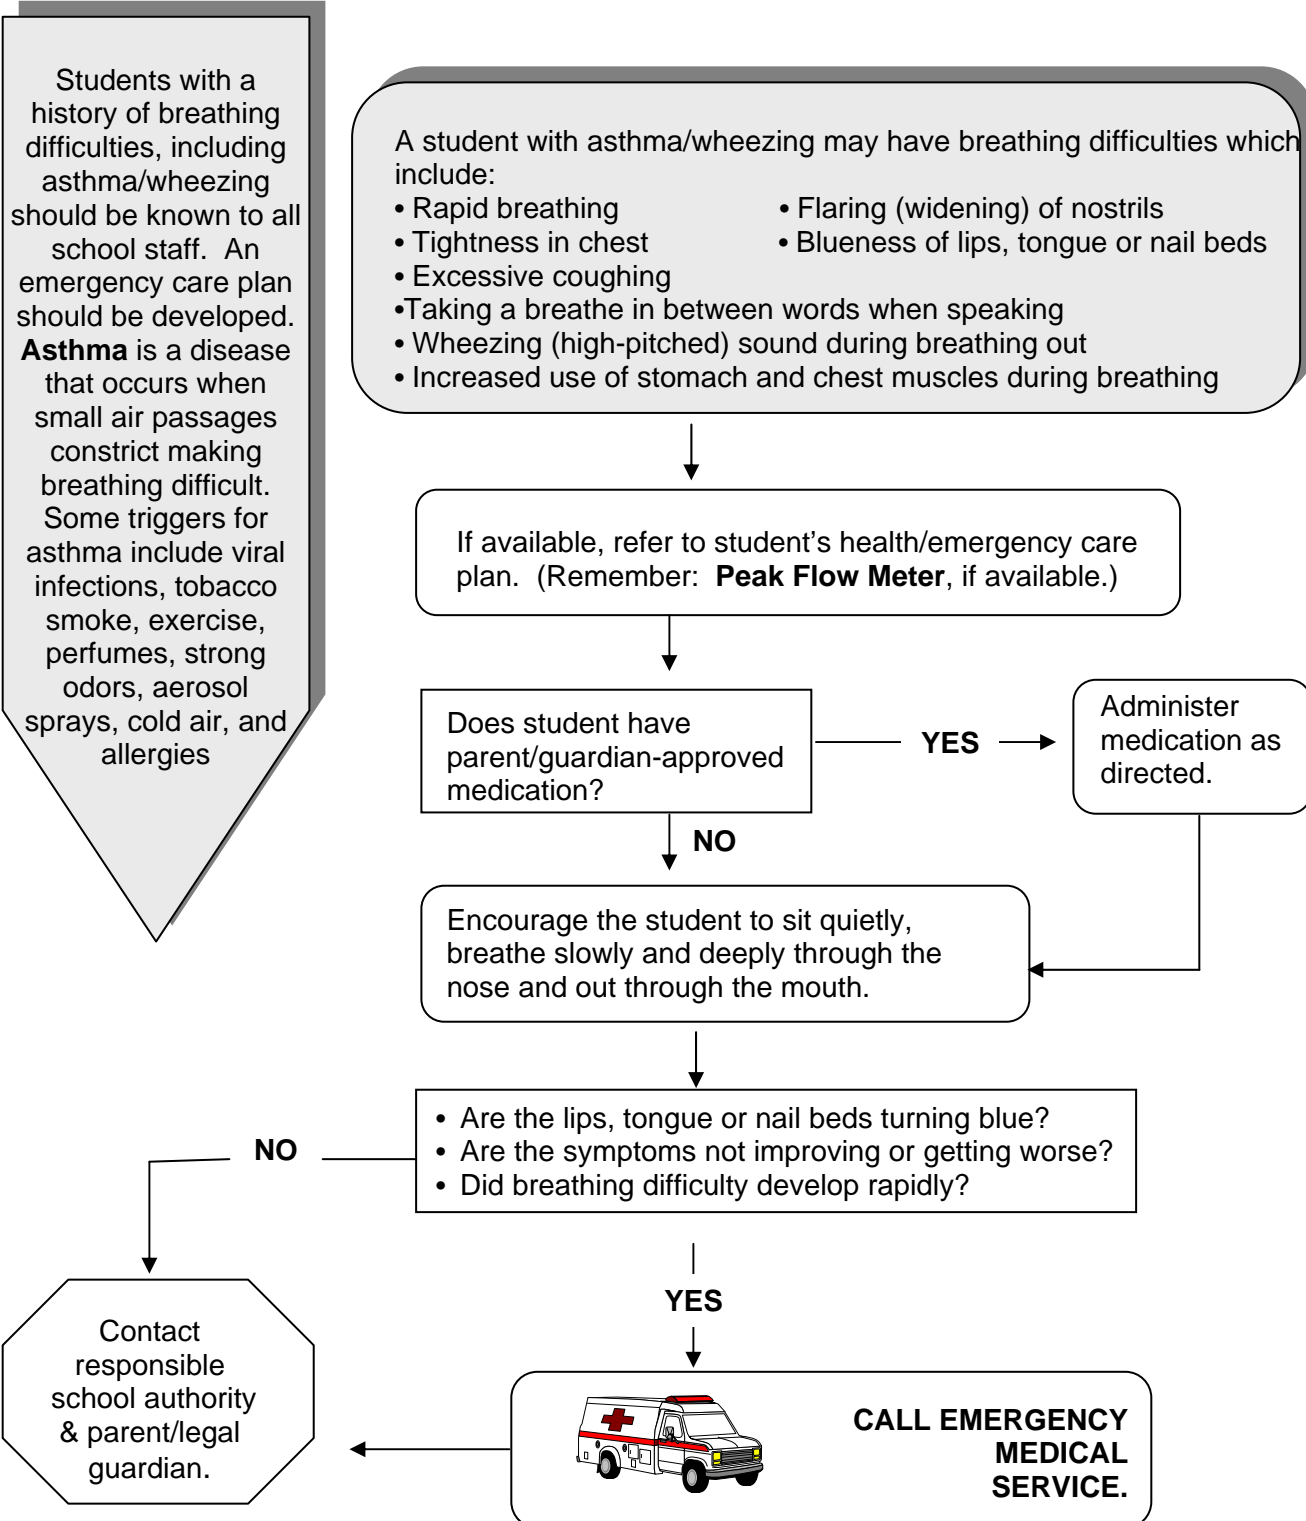 Students with a
history of breathing
difficulties, including
asthma/wheezing
should be known to all
school staff.  An
emergency care plan
should be developed.
Asthma is a disease
that occurs when
small air passages
constrict making
breathing difficult.
Some triggers for
asthma include viral
infections, tobacco
smoke, exercise,
perfumes, strong
odors, aerosol
sprays, cold air, and
allergies
A student with asthma/wheezing may have breathing difficulties which
include:
• Rapid breathing • Flaring (widening) of nostrils
• Tightness in chest • Blueness of lips, tongue or nail beds
• Excessive coughing
•Taking a breathe in between words when speaking
• Wheezing (high-pitched) sound during breathing out
• Increased use of stomach and chest muscles during breathing
If available, refer to student's health/emergency care
plan.  (Remember:  Peak Flow Meter, if available.)
Does student have
parent/guardian-approved
medication?
YES
Administer
medication as
directed.
NO
Encourage the student to sit quietly,
breathe slowly and deeply through the
nose and out through the mouth.
• Are the lips, tongue or nail beds turning blue?
• Are the symptoms not improving or getting worse?
• Did breathing difficulty develop rapidly?
NO
YES
Contact
responsible
school authority
& parent/legal
guardian.
CALL EMERGENCY
MEDICAL
SERVICE.